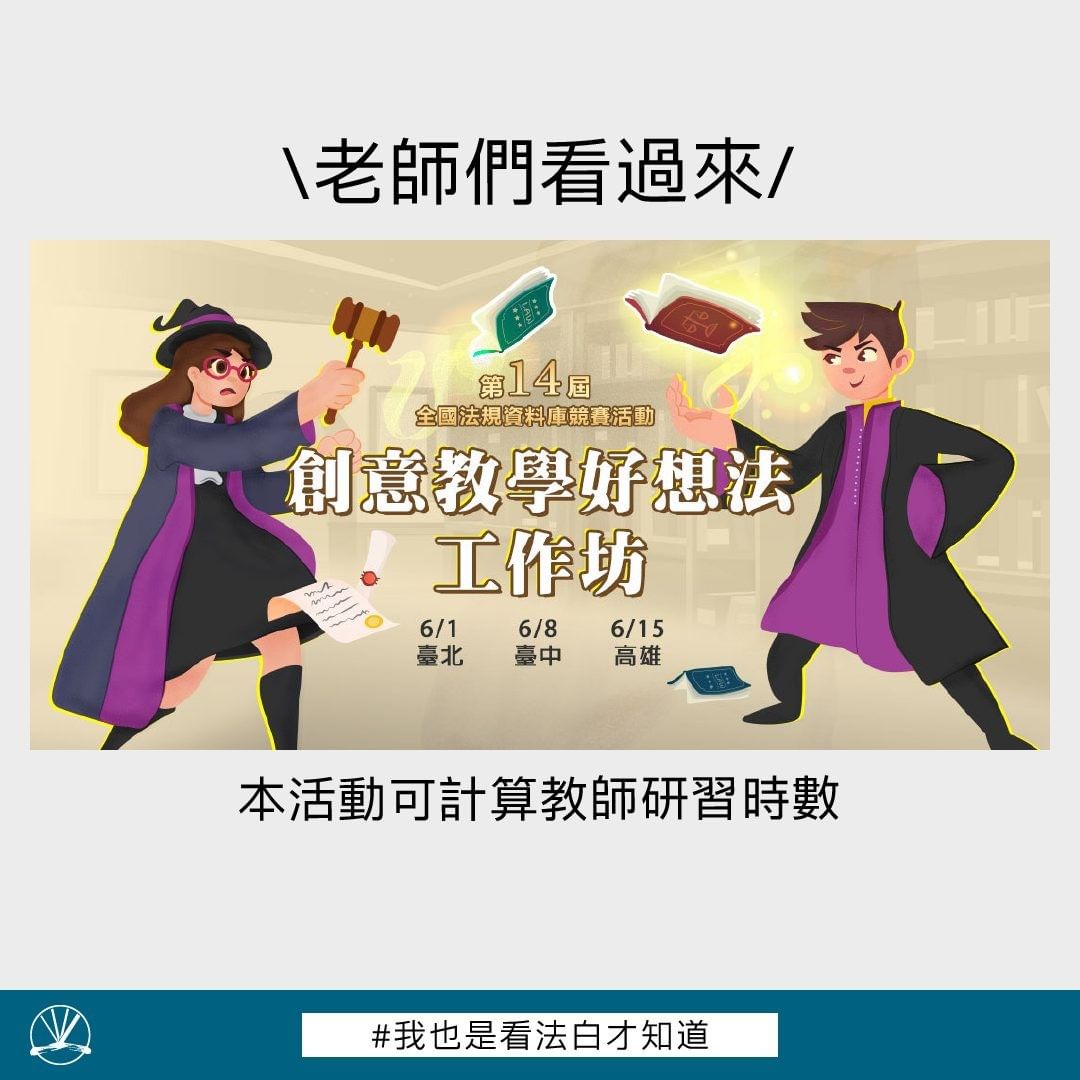 \老師們看過來/
LAW
第14屆
全國法規資料庫競賽活動
創意教學好想法
工作坊
6/1 6/8 6/15
臺北 臺中 高雄
LAW
本活動可計算教師研習時數
#我也是看法白才知道